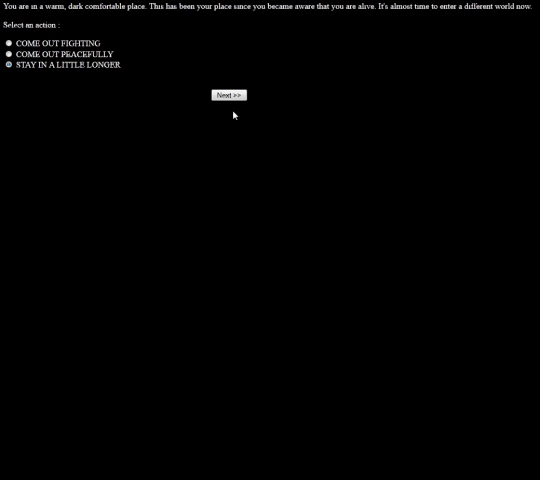 You are in a warm, dark comfortable place. This has been your place since you became aware that you are alive. It's almost time to enter a different world now.
Select an action :
COME OUT FIGHTING
COME OUT PEACEFULLY
STAY IN A LITTLE LONGER
Next >>